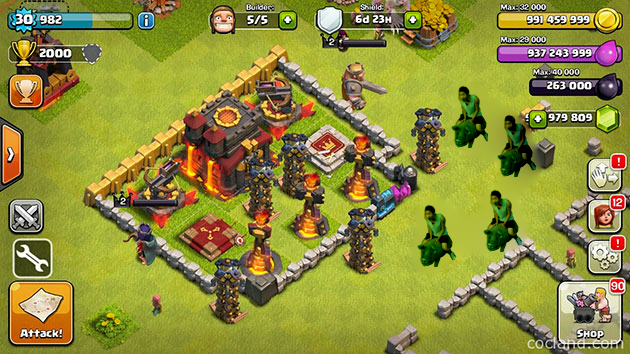 30 982
Builder:
5/5
Shield:
6d 23h
Max: 32 000
991 459 999
2000
2
Max: 29 000
937 243 999
Max: 40 000
263 000
979 809
!
2
12
!
90
Attack!
Shop
cocland.com